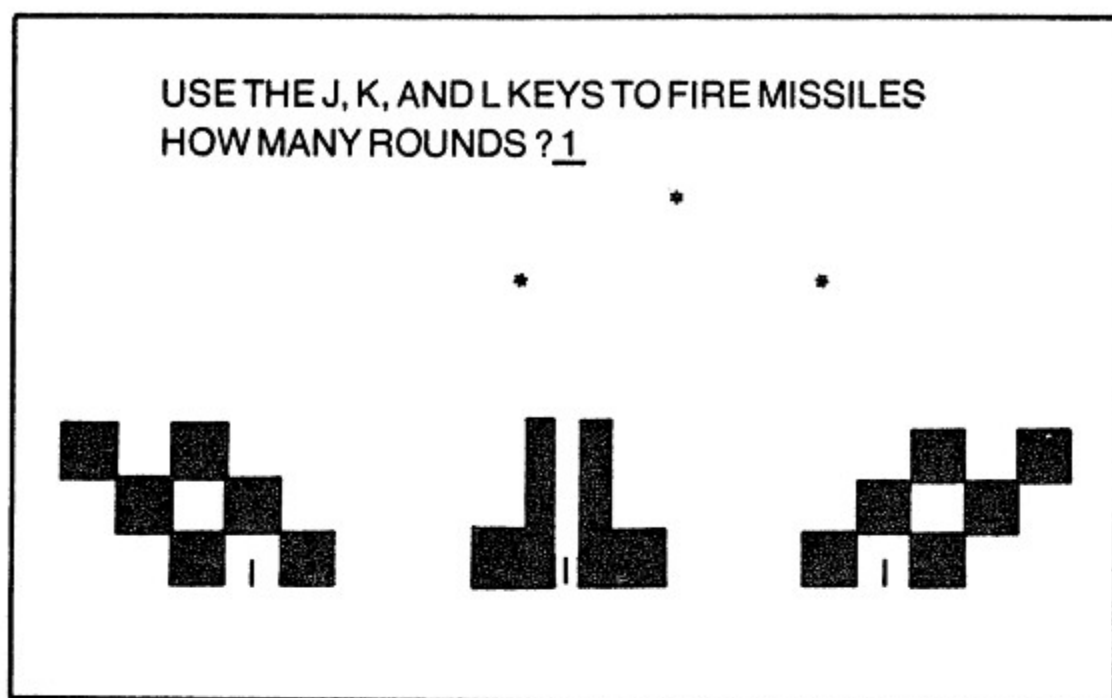 USE THE J, K, AND L KEYS TO FIRE MISSILES
HOW MANY ROUNDS ? 1